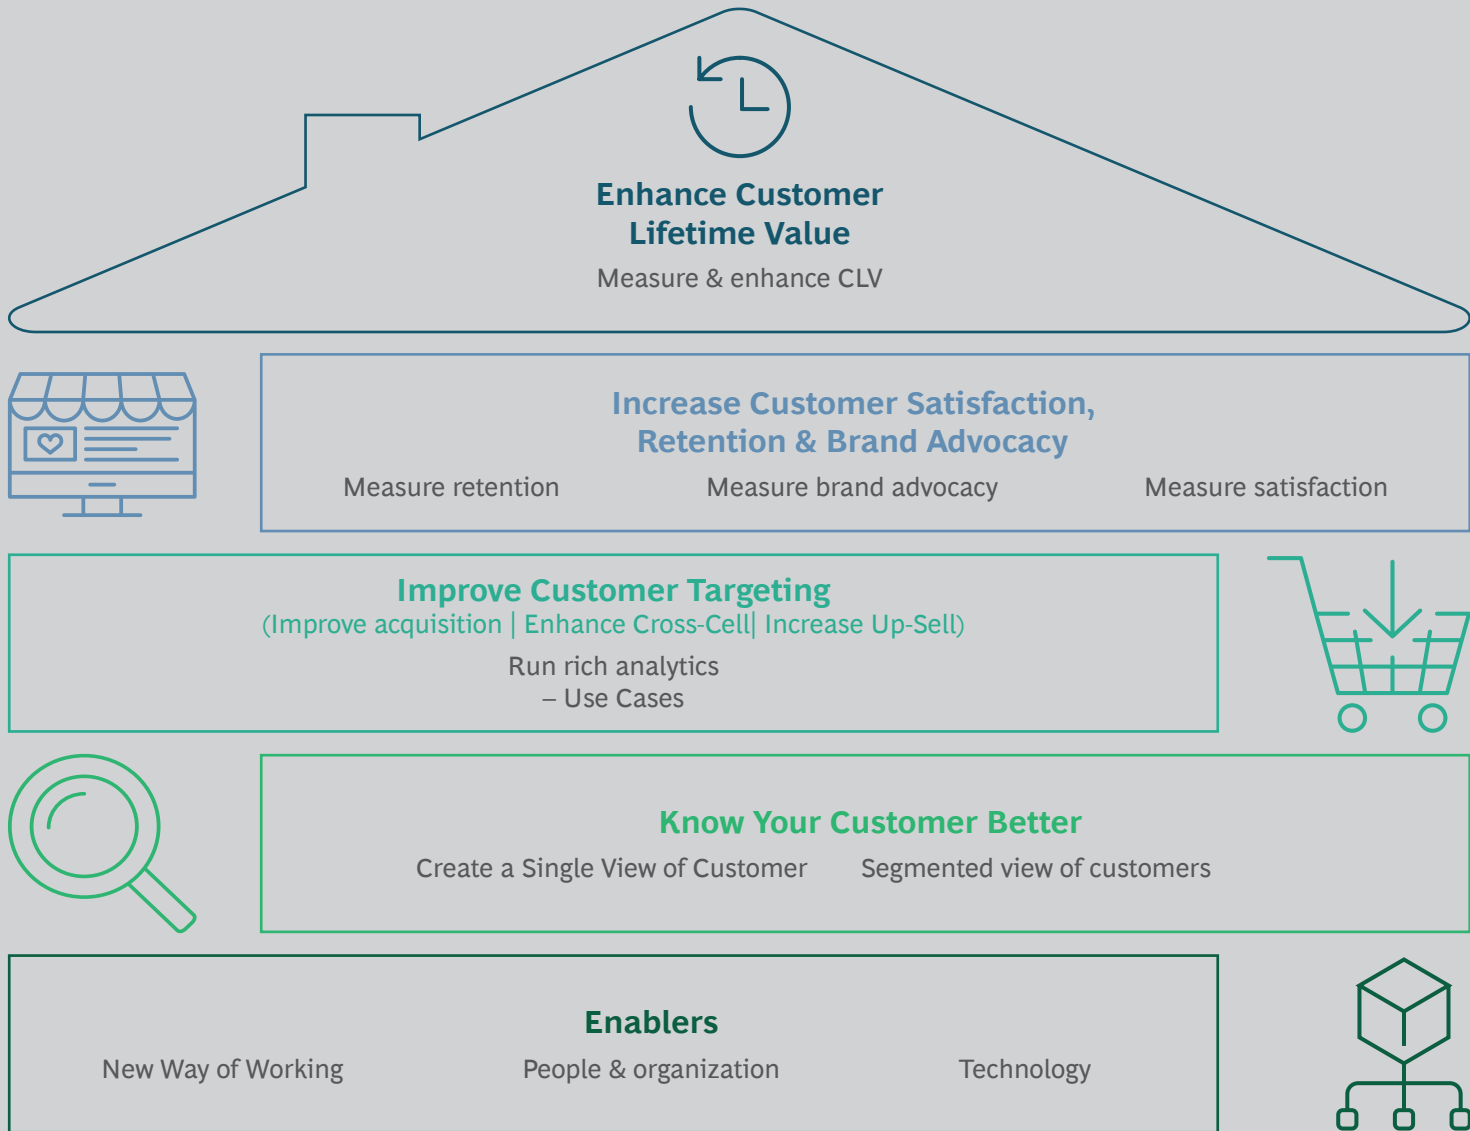 Enhance Customer
Lifetime Value
Measure & enhance CLV
Increase Customer Satisfaction,
Retention & Brand Advocacy
Measure retention Measure brand advocacy Measure satisfaction
Improve Customer Targeting
(Improve acquisition | Enhance Cross-Cell| Increase Up-Sell)
Run rich analytics
– Use Cases
Know Your Customer Better
Create a Single View of Customer Segmented view of customers
Enablers
New Way of Working People & organization Technology